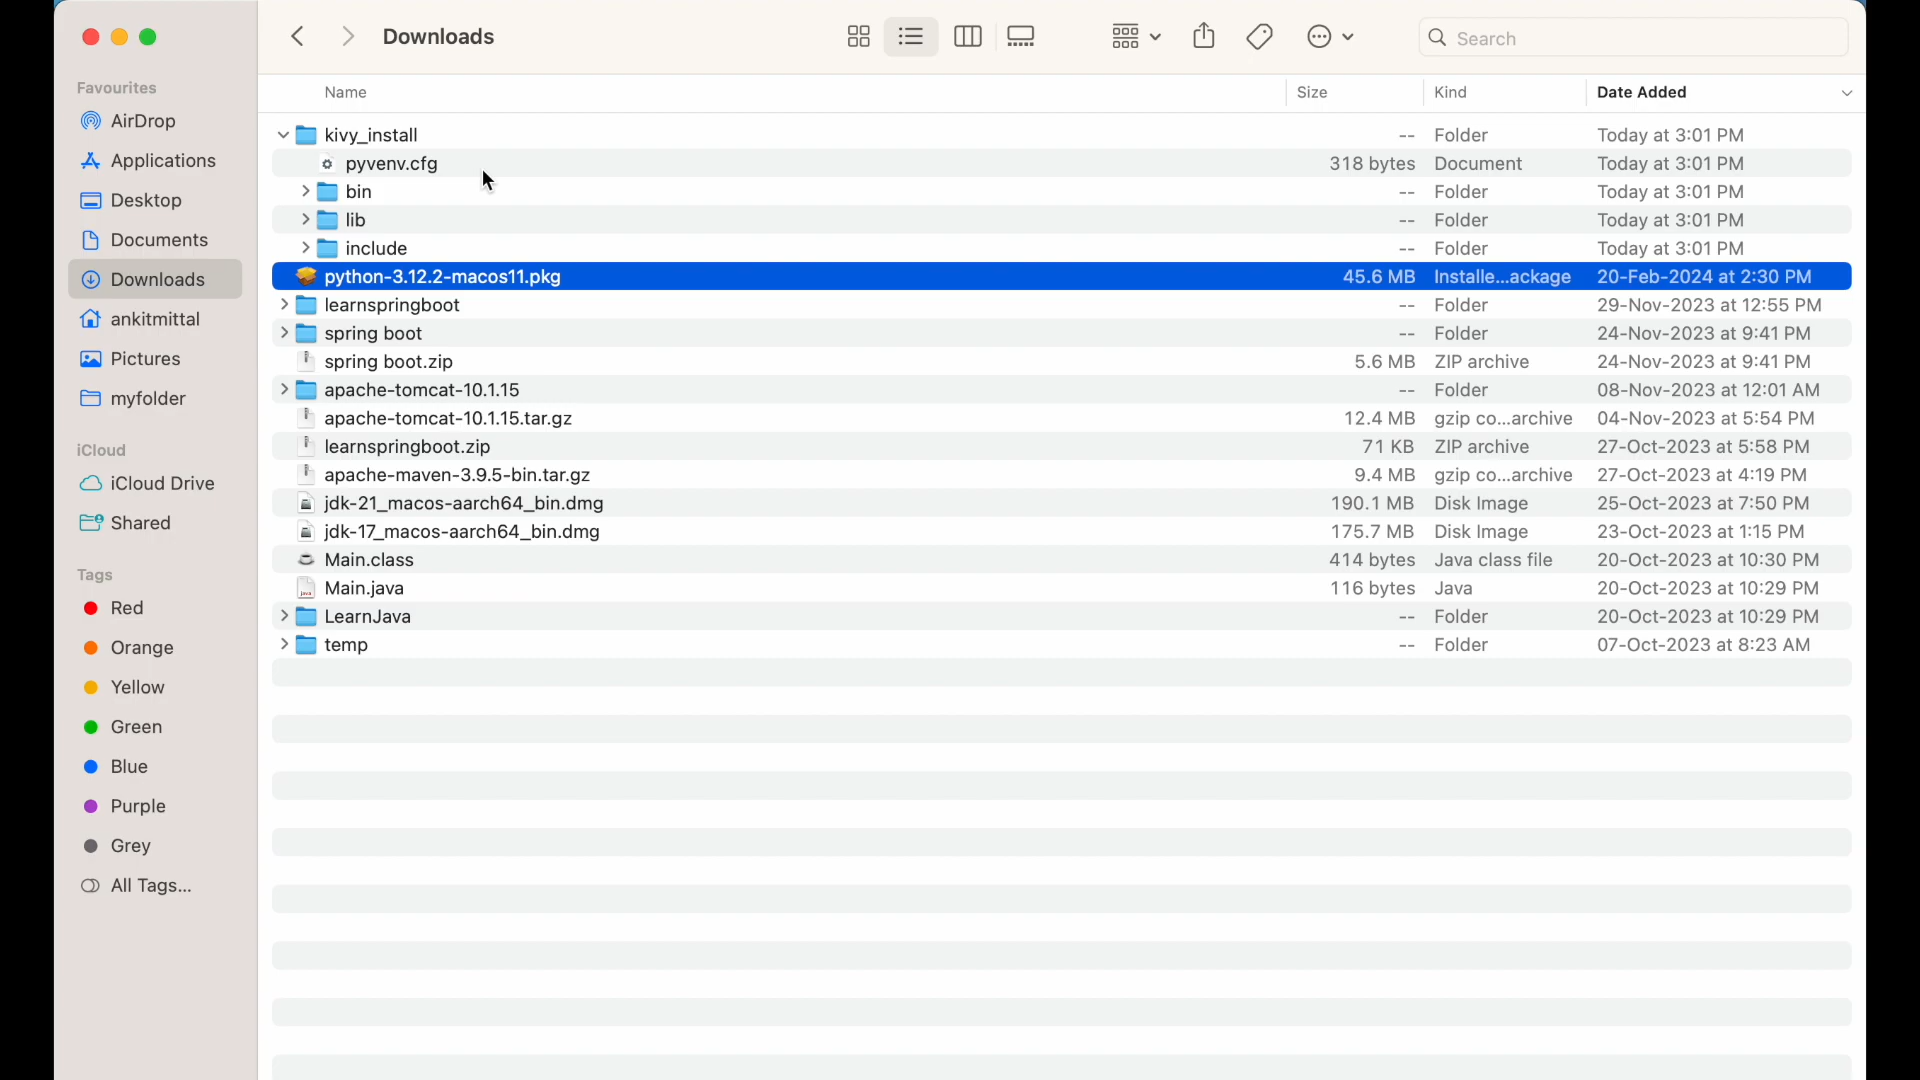 Downloads
Search
Favourites
AirDrop
Applications
Desktop
Documents
Downloads
ankitmittal
Pictures
myfolder
iCloud
iCloud Drive
Shared
Tags
Red
Orange
Yellow
Green
Blue
Purple
Grey
All Tags...
Name Size Kind Date Added
kivy_install -- Folder Today at 3:01 PM
pyvenv.cfg 318 bytes Document Today at 3:01 PM
bin -- Folder Today at 3:01 PM
lib -- Folder Today at 3:01 PM
include -- Folder Today at 3:01 PM
python-3.12.2-macos11.pkg 45.6 MB Installe...ackage 20-Feb-2024 at 2:30 PM
learnspringboot -- Folder 29-Nov-2023 at 12:55 PM
spring boot -- Folder 24-Nov-2023 at 9:41 PM
spring boot.zip 5.6 MB ZIP archive 24-Nov-2023 at 9:41 PM
apache-tomcat-10.1.15 -- Folder 08-Nov-2023 at 12:01 AM
apache-tomcat-10.1.15.tar.gz 12.4 MB gzip co...archive 04-Nov-2023 at 5:54 PM
learnspringboot.zip 71 KB ZIP archive 27-Oct-2023 at 5:58 PM
apache-maven-3.9.5-bin.tar.gz 9.4 MB gzip co...archive 27-Oct-2023 at 4:19 PM
jdk-21_macos-aarch64_bin.dmg 190.1 MB Disk Image 25-Oct-2023 at 7:50 PM
jdk-17_macos-aarch64_bin.dmg 175.7 MB Disk Image 23-Oct-2023 at 1:15 PM
Main.class 414 bytes Java class file 20-Oct-2023 at 10:30 PM
Main.java 116 bytes Java 20-Oct-2023 at 10:29 PM
LearnJava -- Folder 20-Oct-2023 at 10:29 PM
temp -- Folder 07-Oct-2023 at 8:23 AM